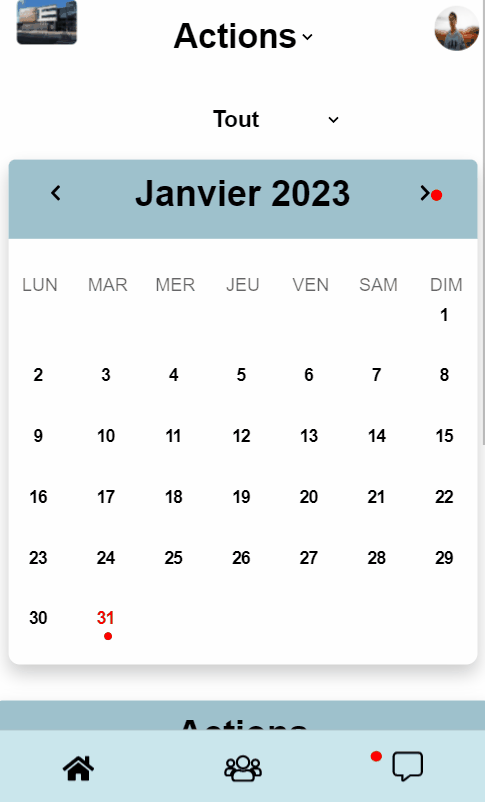 Actions
Tout
Janvier 2023
LUN MAR MER JEU VEN SAM DIM
1
2 3 4 5 6 7 8
9 10 11 12 13 14 15
16 17 18 19 20 21 22
23 24 25 26 27 28 29
30 31
Actions